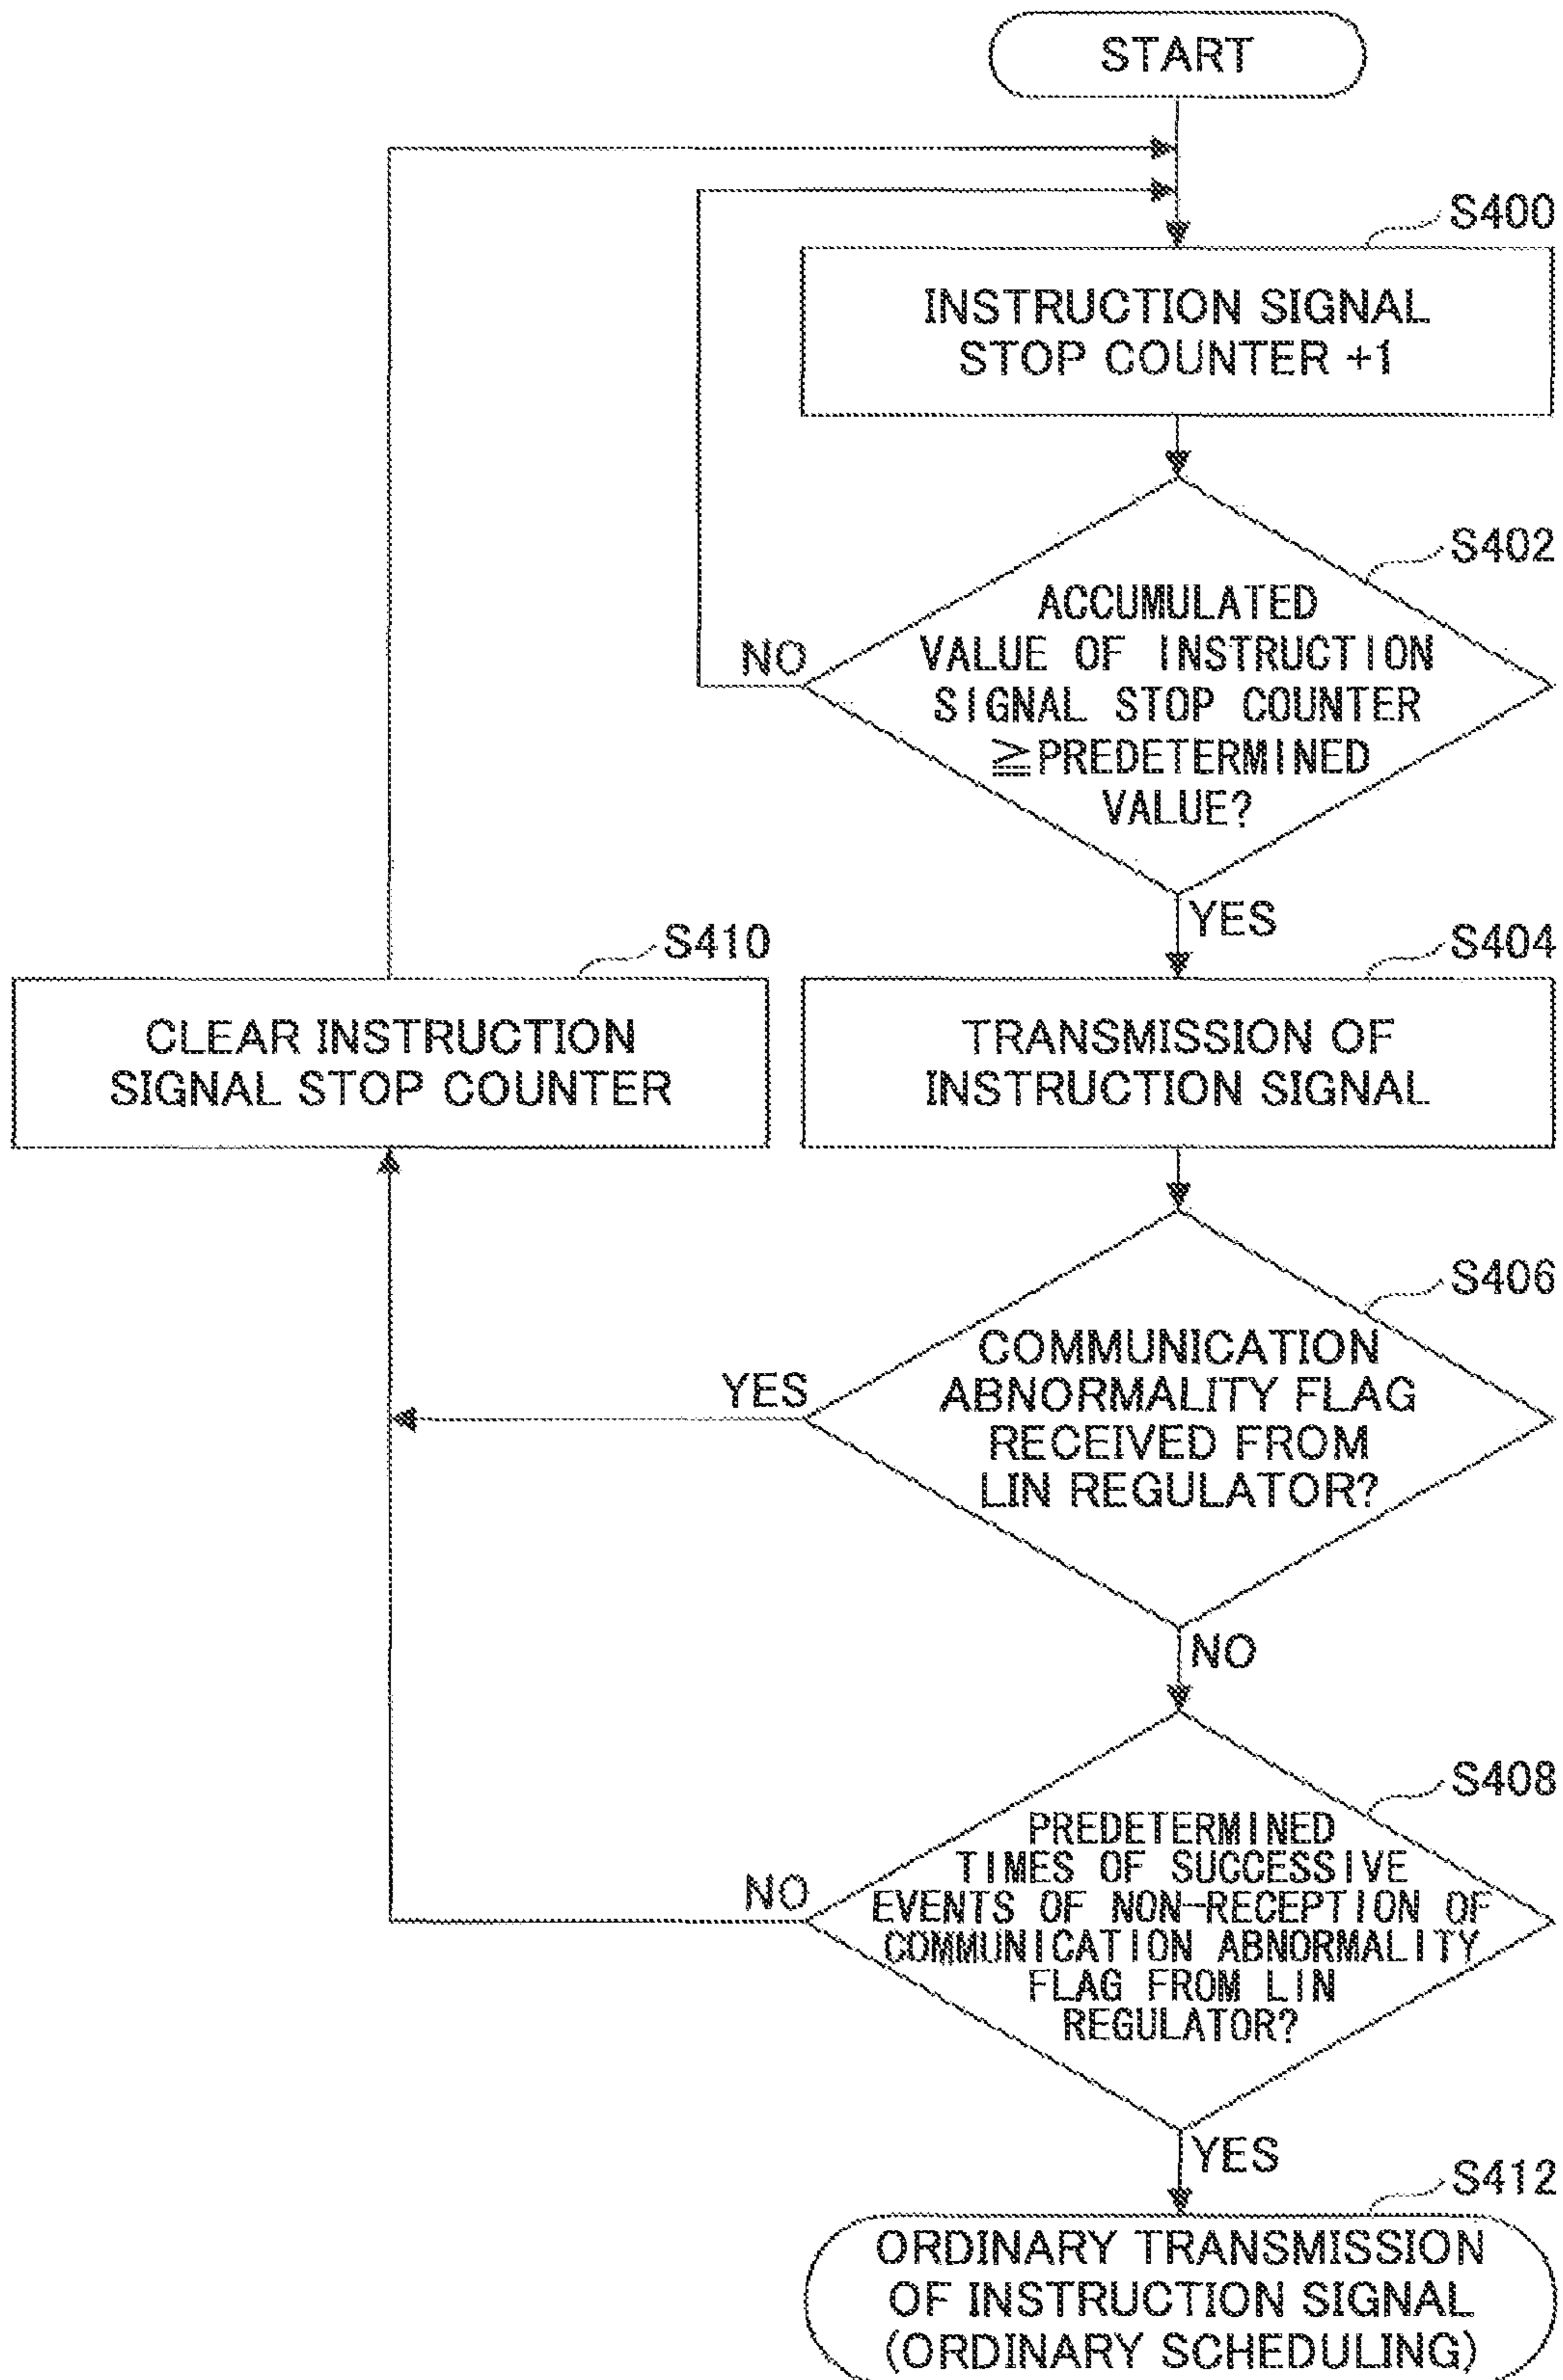 START
S400
INSTRUCTION SIGNAL
STOP COUNTER +1
S402
ACCUMULATED
VALUE OF INSTRUCTION
SIGNAL STOP COUNTER
≧PREDETERMINED
VALUE?
NO
YES
S410
S404
CLEAR INSTRUCTION
SIGNAL STOP COUNTER
TRANSMISSION OF
INSTRUCTION SIGNAL
S406
COMMUNICATION
ABNORMALITY FLAG
RECEIVED FROM
LIN REGULATOR?
YES
NO
S408
PREDETERMINED
TIMES OF SUCCESSIVE
EVENTS OF NON-RECEPTION OF
COMMUNICATION ABNORMALITY
FLAG FROM LIN
REGULATOR?
NO
YES
S412
ORDINARY TRANSMISSION
OF INSTRUCTION SIGNAL
(ORDINARY SCHEDULING)